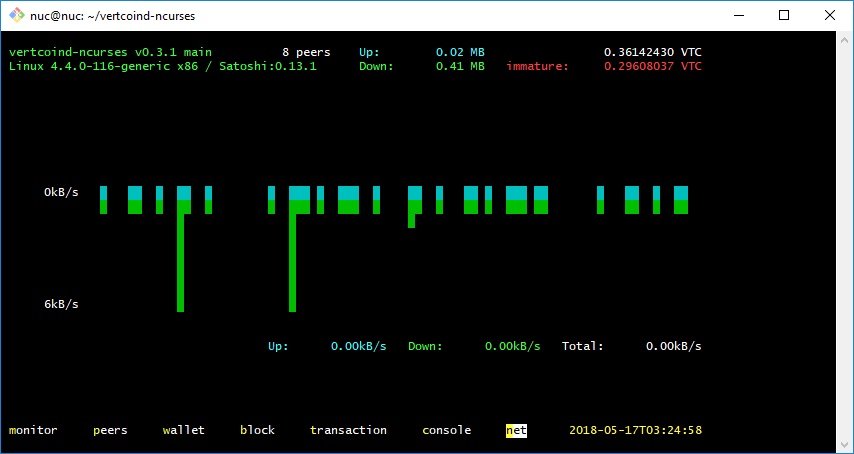 nuc@nuc: ~/vertcoind-ncurses
vertcoind-ncurses v0.3.1 main 8 peers Up: 0.02 MB 0.36142430 VTC
Linux 4.4.0-116-generic x86 / Satoshi:0.13.1 Down: 0.41 MB immature: 0.29608037 VTC
0kB/s
6kB/s
Up: 0.00kB/s Down: 0.00kB/s Total: 0.00kB/s
monitor peers wallet block transaction console net 2018-05-17T03:24:58